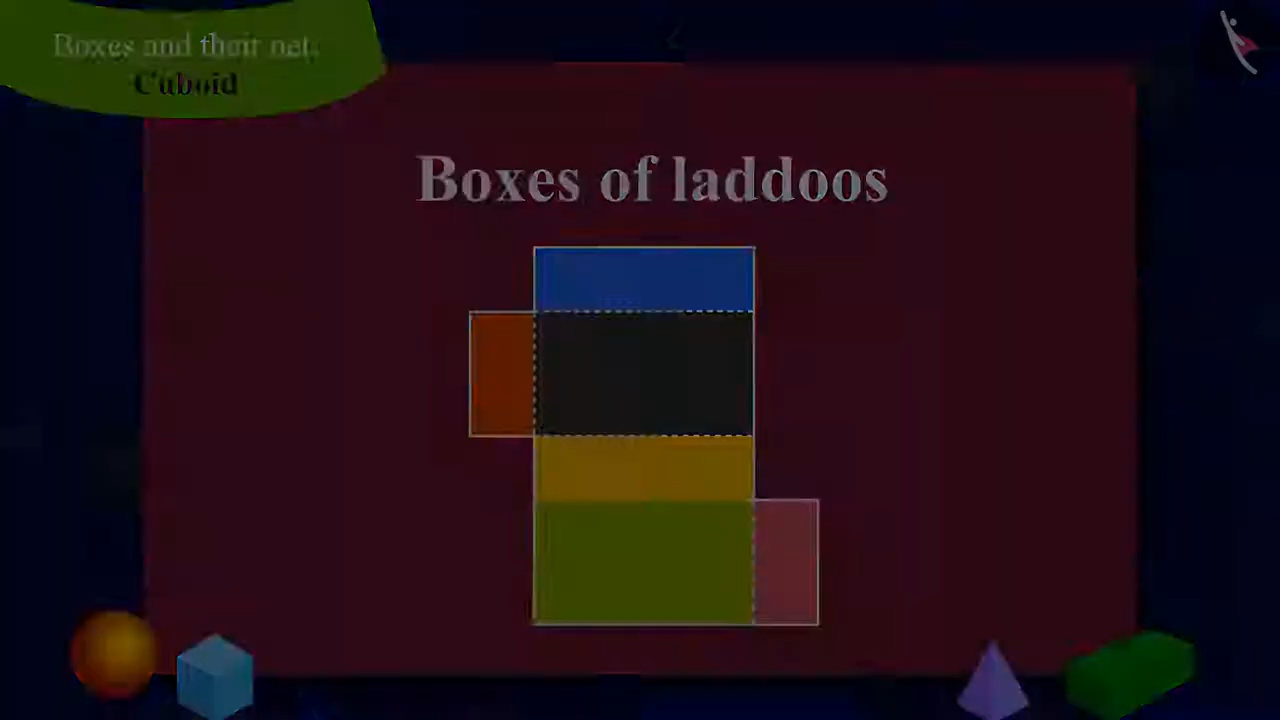 Boxes and their net.
Cuboid
Boxes of laddoos